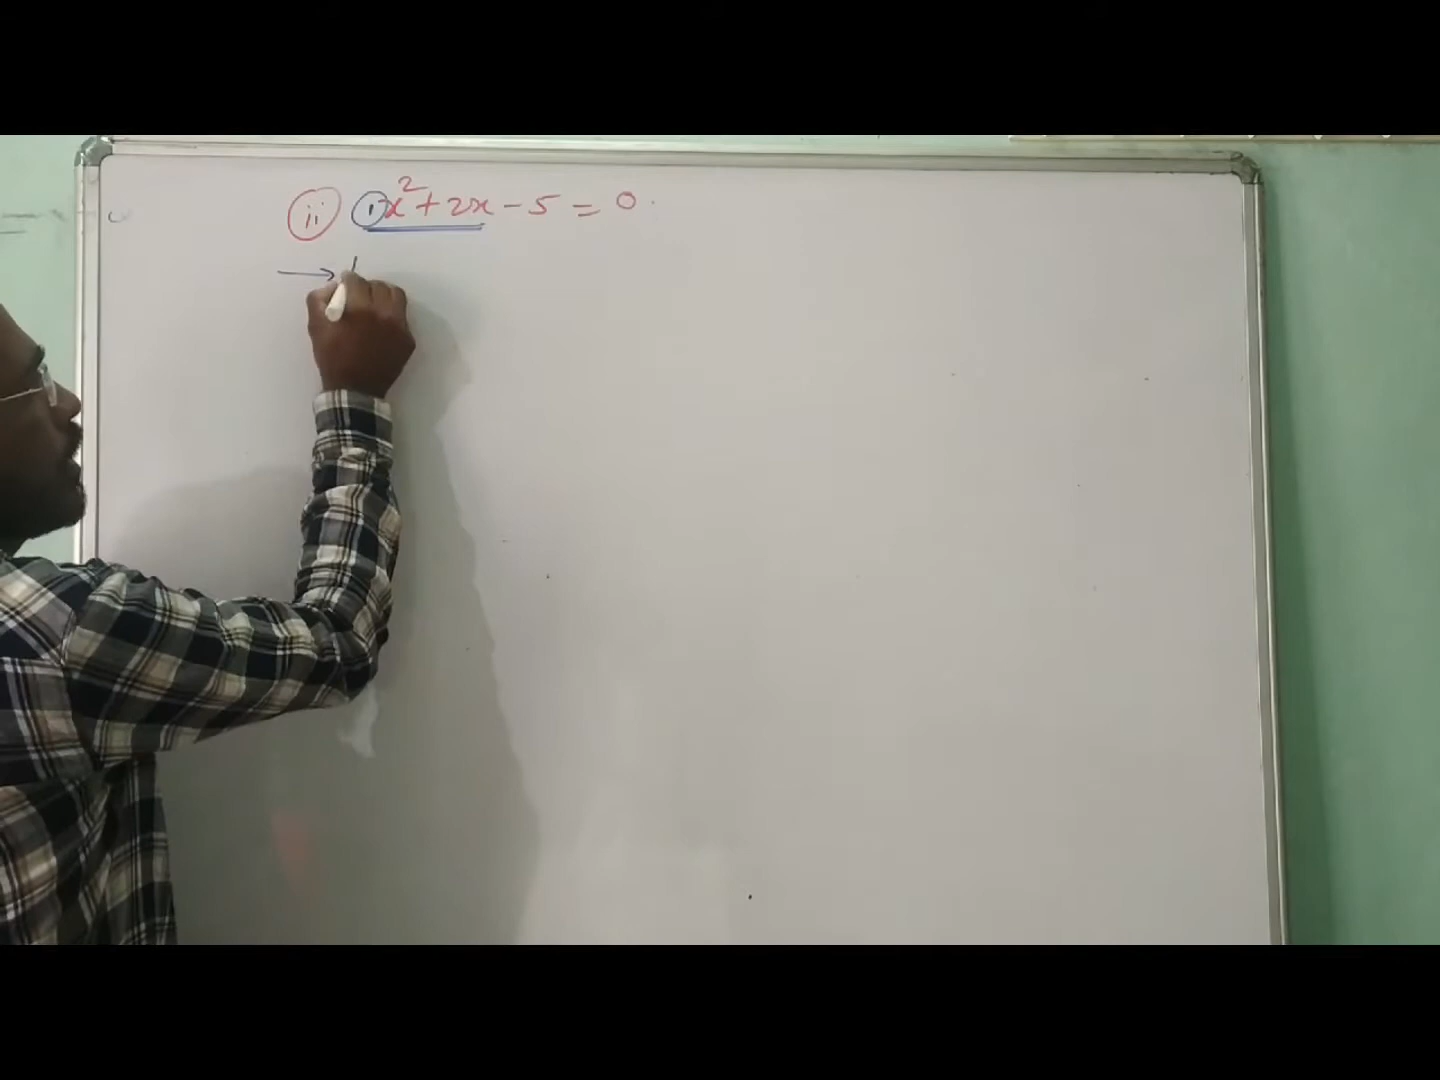 ii 1x² + 2x - 5 = 0.
→